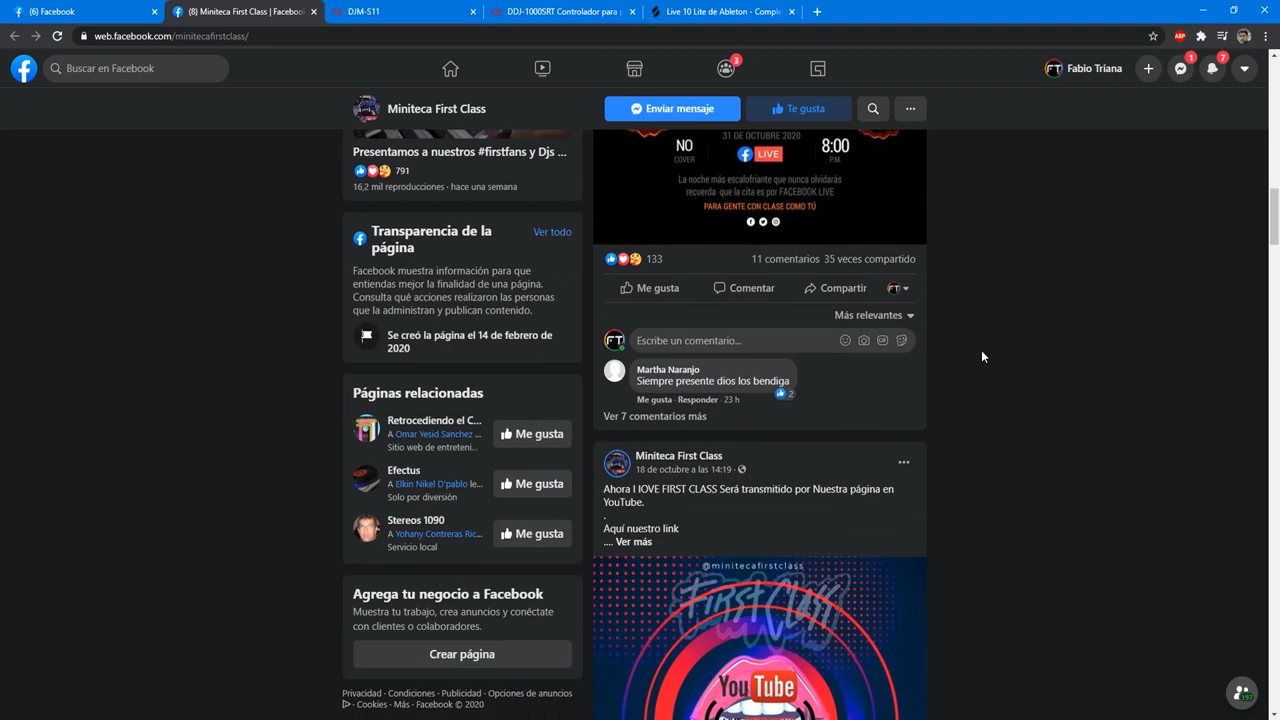 (6) Facebook
(8) Miniteca First Class | Facebook
DJM-S11
DDJ-1000SRT Controlador para p
Live 10 Lite de Ableton - Comple
web.facebook.com/minitecafirstclass/
ABP
Buscar en Facebook
3
Fabio Triana
1
7
Miniteca First Class
Enviar mensaje
Te gusta
Presentamos a nuestros #firstfans y Djs ...
791
16,2 mil reproducciones · hace una semana
Transparencia de la página
Ver todo
Facebook muestra información para que
entiendas mejor la finalidad de una página.
Consulta qué acciones realizaron las personas
que la administran y publican contenido.
Se creó la página el 14 de febrero de
2020
Páginas relacionadas
Retrocediendo el C...
A Omar Yesid Sanchez ...
Sitio web de entreteni...
Me gusta
Efectus
A Elkin Nikel D'pablo le...
Solo por diversión
Me gusta
Stereos 1090
A Yohany Contreras Ric...
Servicio local
Me gusta
Agrega tu negocio a Facebook
Muestra tu trabajo, crea anuncios y conéctate
con clientes o colaboradores.
Crear página
Privacidad · Condiciones · Publicidad · Opciones de anuncios
· Cookies · Más · Facebook © 2020
31 DE OCTUBRE 2020
NO
COVER
LIVE
8:00
P.M.
La noche más escalofriante que nunca olvidarás
recuerda que la cita es por FACEBOOK LIVE
PARA GENTE CON CLASE COMO TÚ
133
11 comentarios 35 veces compartido
Me gusta
Comentar
Compartir
Más relevantes
Escribe un comentario...
Martha Naranjo
Siempre presente dios los bendiga
2
Me gusta · Responder · 23 h
Ver 7 comentarios más
Miniteca First Class
18 de octubre a las 14:19 ·
Ahora I lOVE FIRST CLASS Será transmitido por Nuestra página en
YouTube.
.
Aquí nuestro link
.... Ver más
@minitecafirstclass
FIRST CLASS
YouTube
197